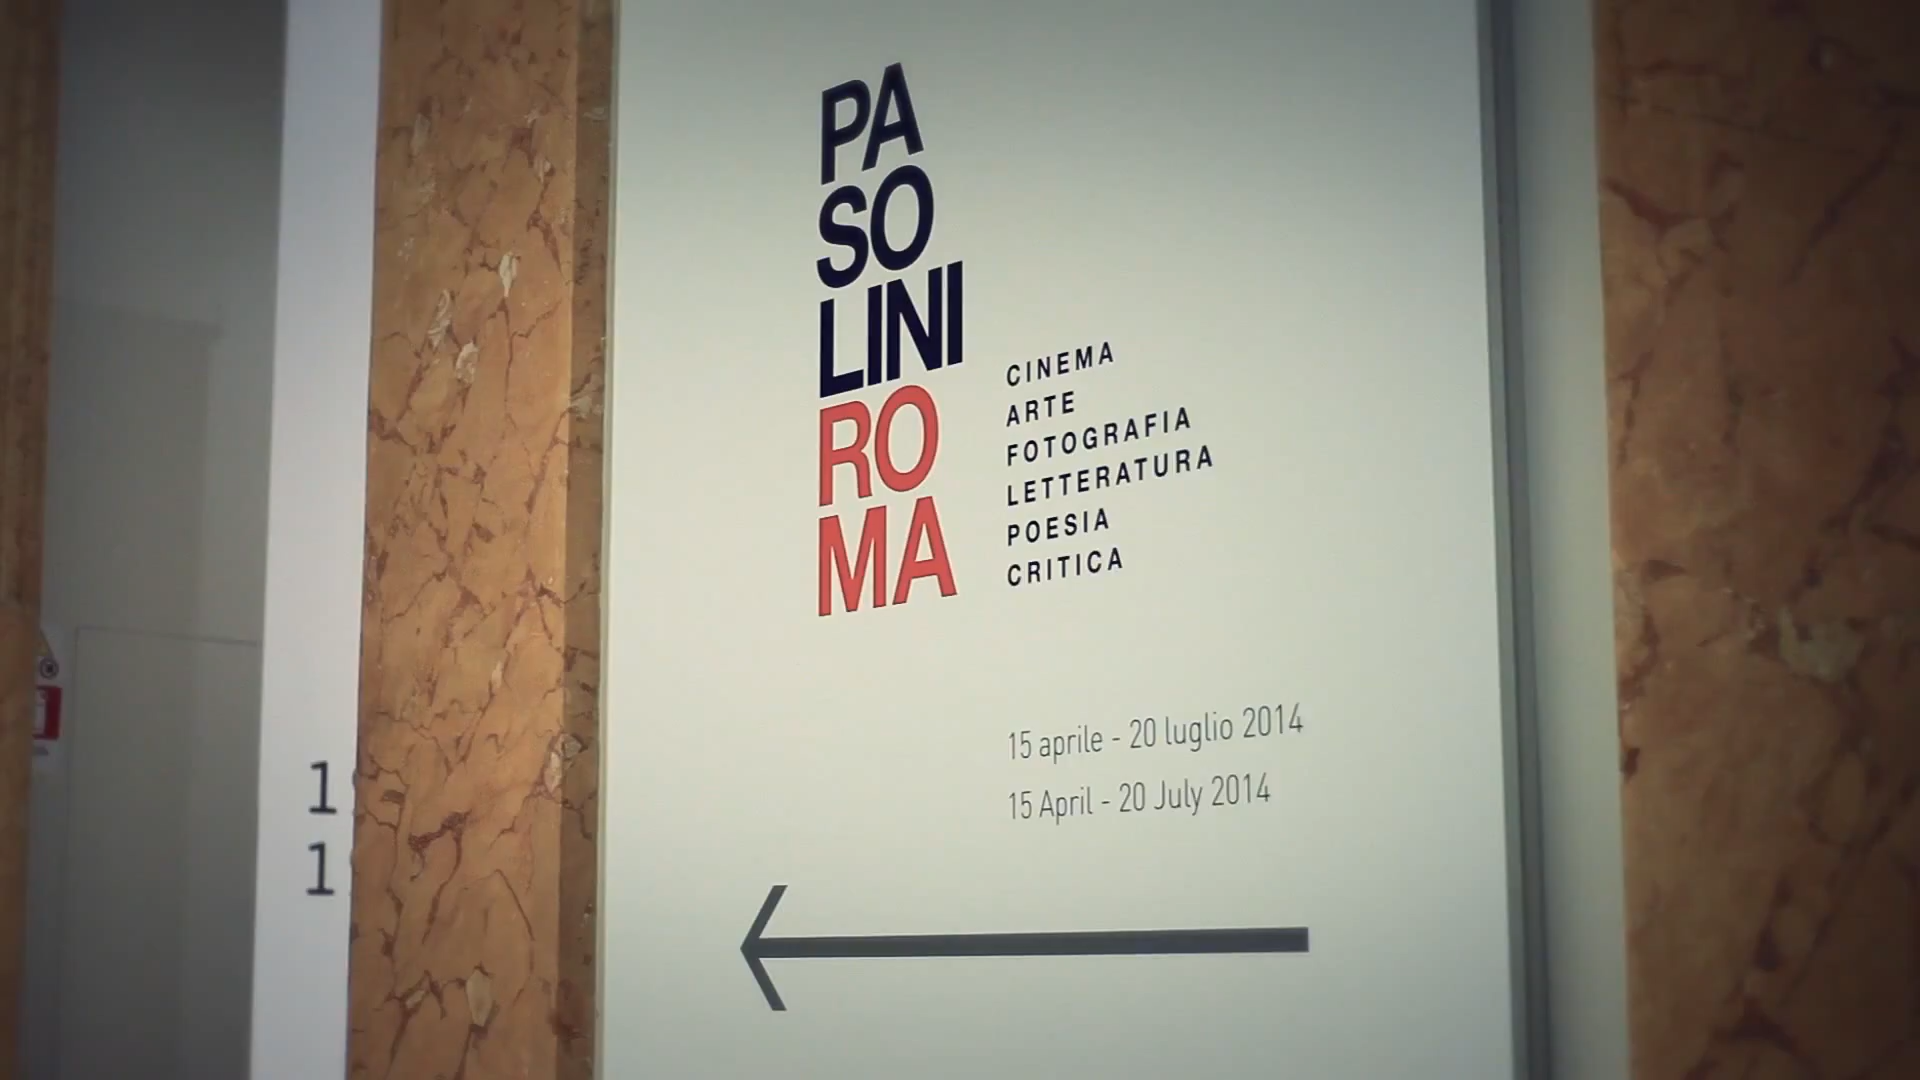 PA
SO
LINI
RO
MA
CINEMA
ARTE
FOTOGRAFIA
LETTERATURA
POESIA
CRITICA
15 aprile - 20 luglio 2014
15 April - 20 July 2014
1
1